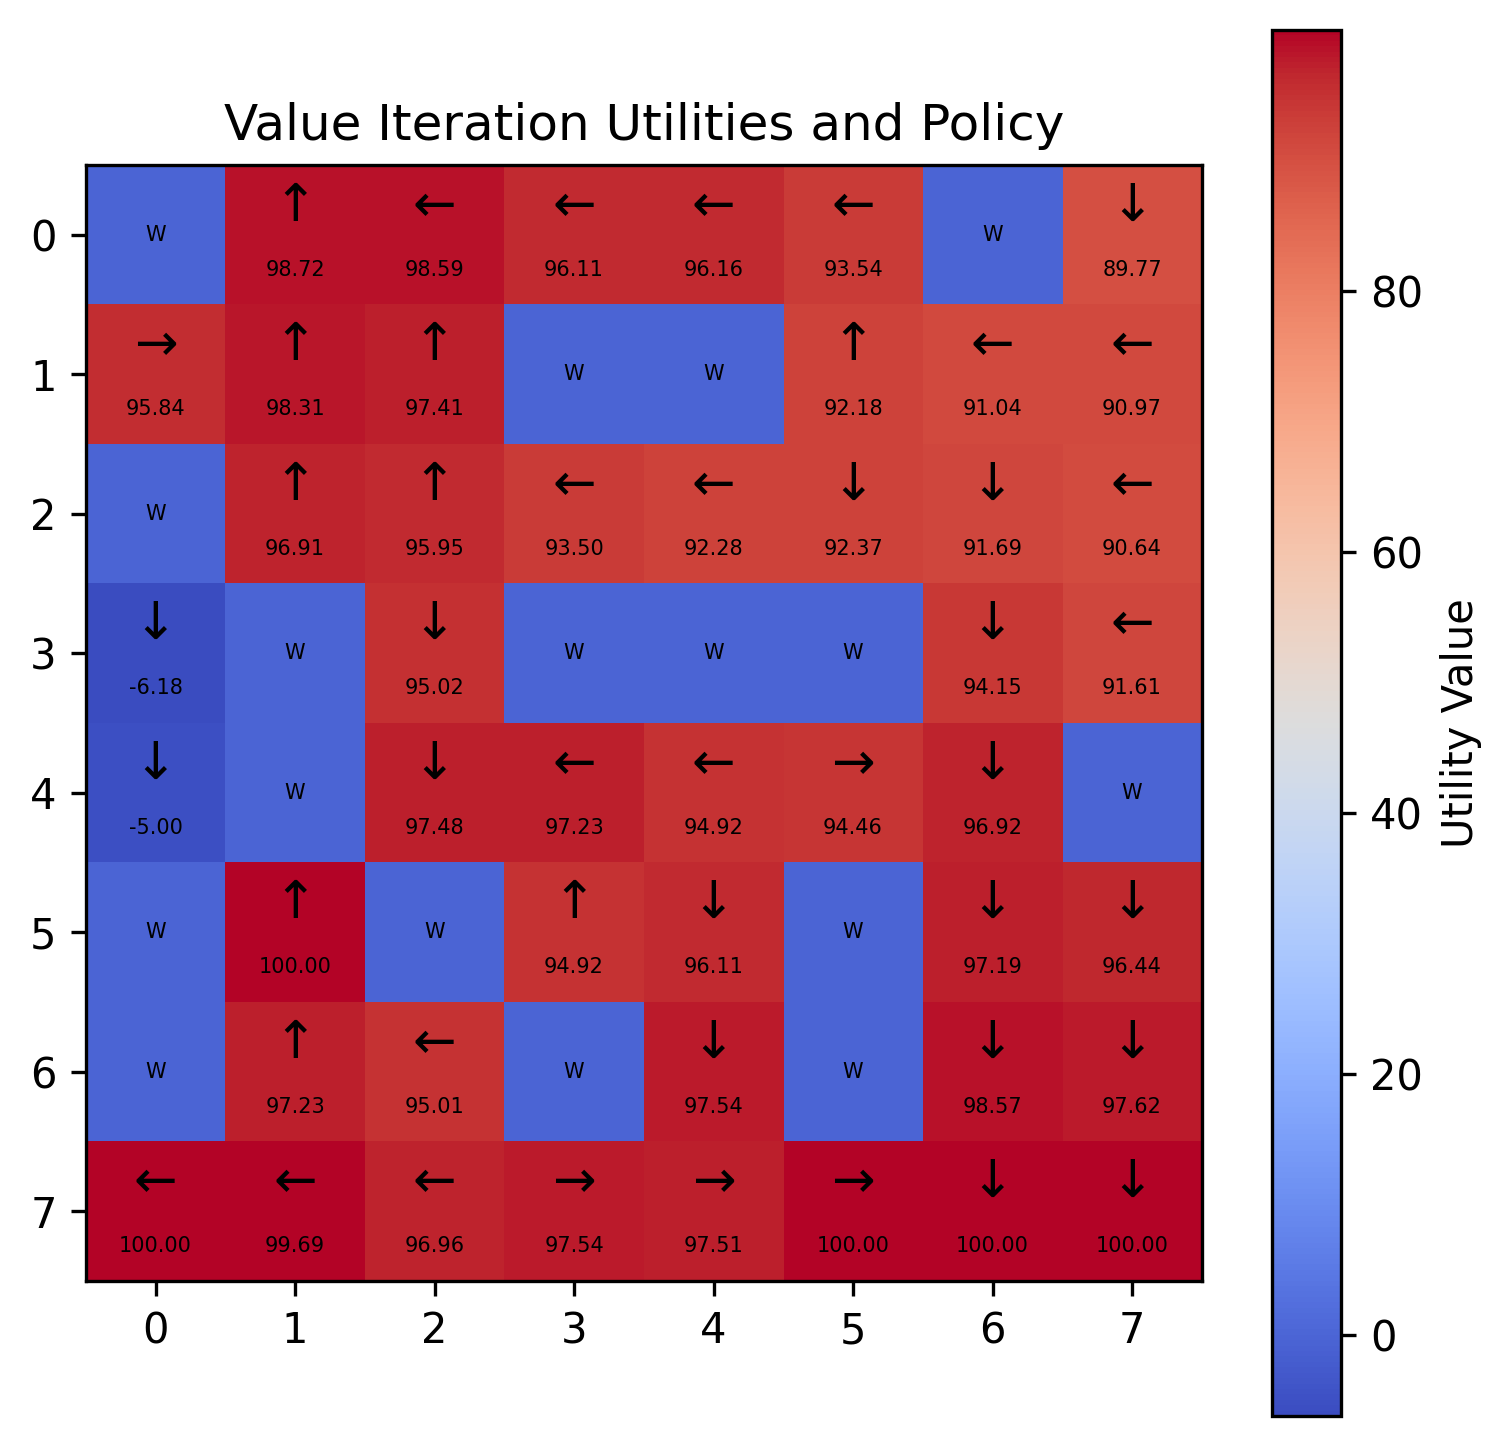 Value Iteration Utilities and Policy
0 W ↑ ← ← ← ← W ↓
98.72 98.59 96.11 96.16 93.54 89.77
1 → ↑ ↑ W W ↑ ← ←
95.84 98.31 97.41 92.18 91.04 90.97
2 W ↑ ↑ ← ← ↓ ↓ ←
96.91 95.95 93.50 92.28 92.37 91.69 90.64
3 ↓ W ↓ W W W ↓ ←
-6.18 95.02 94.15 91.61
4 ↓ W ↓ ← ← → ↓ W
-5.00 97.48 97.23 94.92 94.46 96.92
5 W ↑ W ↑ ↓ W ↓ ↓
100.00 94.92 96.11 97.19 96.44
6 W ↑ ← W ↓ W ↓ ↓
97.23 95.01 97.54 98.57 97.62
7 ← ← ← → → → ↓ ↓
100.00 99.69 96.96 97.54 97.51 100.00 100.00 100.00
0 1 2 3 4 5 6 7
80
60
40
20
0
Utility Value